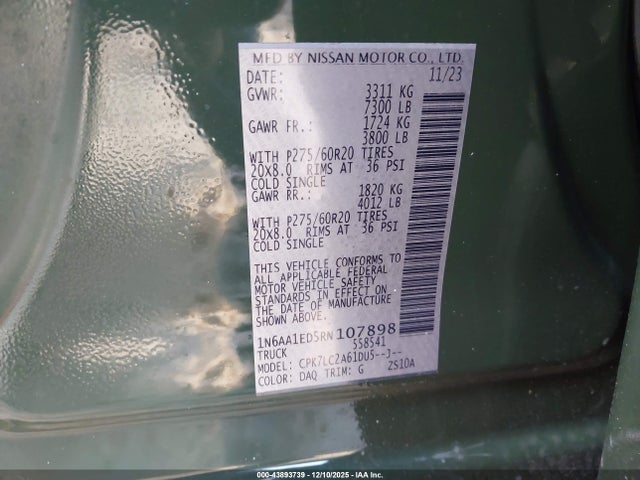 MFD BY NISSAN MOTOR CO., LTD.
DATE: 11/23
GVWR: 3311 KG
7300 LB
GAWR FR.: 1724 KG
3800 LB
WITH P275/60R20 TIRES
20X8.0 RIMS AT 36 PSI
COLD SINGLE
GAWR RR.: 1820 KG
4012 LB
WITH P275/60R20 TIRES
20X8.0 RIMS AT 36 PSI
COLD SINGLE
THIS VEHICLE CONFORMS TO
ALL APPLICABLE FEDERAL
MOTOR VEHICLE SAFETY
STANDARDS IN EFFECT ON
THE DATE OF MANUFACTURE
SHOWN ABOVE.
1N6AA1ED5RN107898
TRUCK 558541
MODEL: CPK7LC2A61DU5--J--
COLOR: DAQ TRIM: G ZS10A
000-43893739 - 12/10/2025 - IAA Inc.